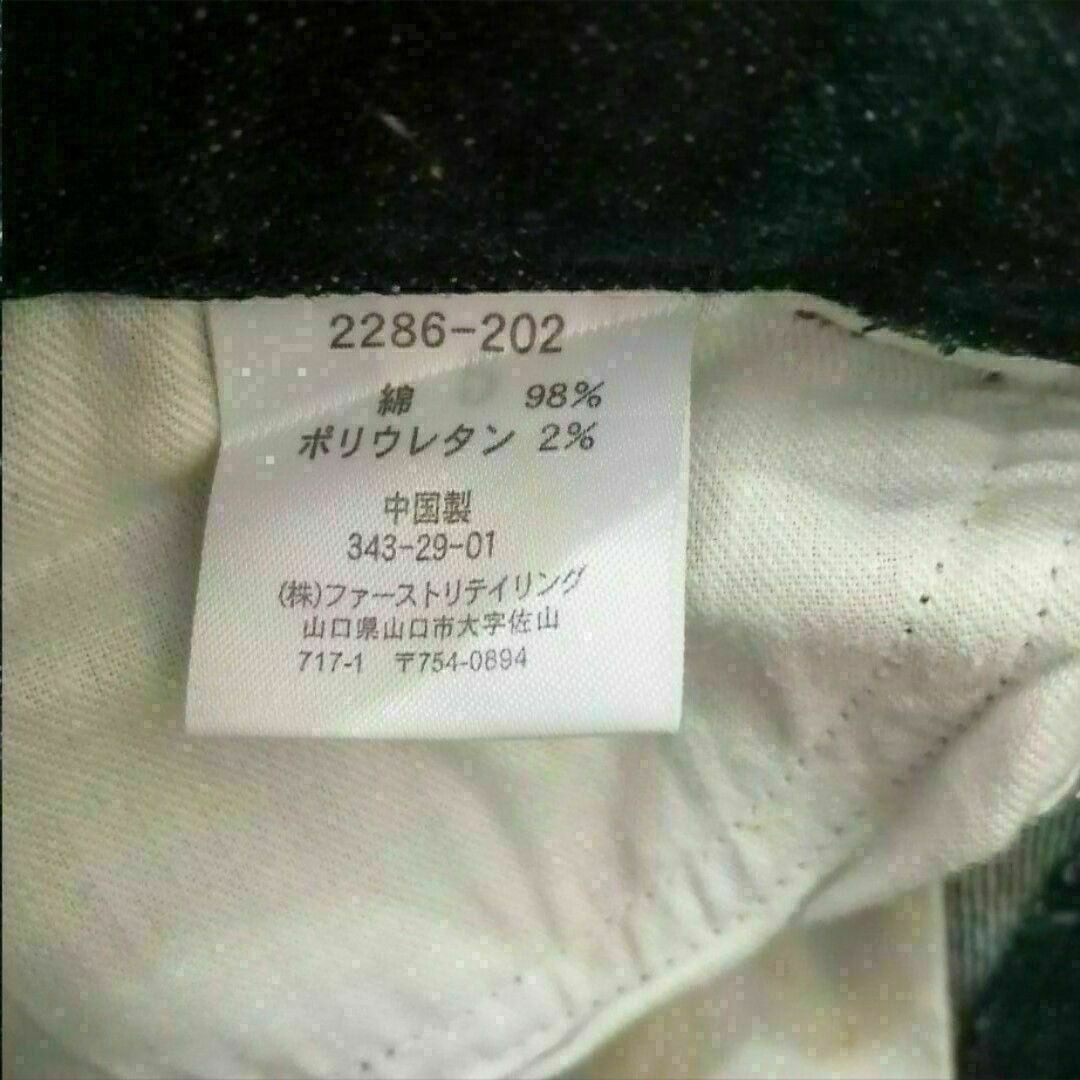 2286-202
綿 98%
ポリウレタン 2%
中国製
343-29-01
(株)ファーストリテイリング
山口県山口市大字佐山
717-1 〒754-0894